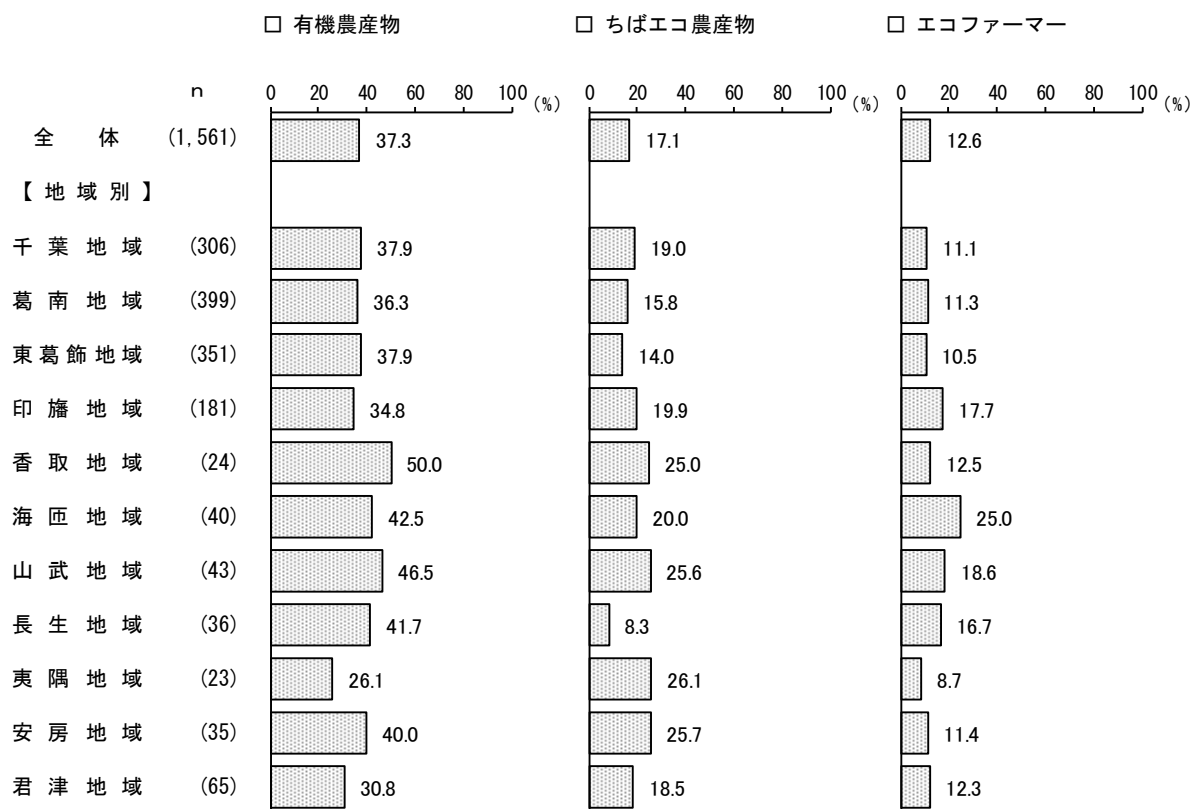 □ 有機農産物 □ ちばエコ農産物 □ エコファーマー
n 0 20 40 60 80 100 (%) 0 20 40 60 80 100 (%) 0 20 40 60 80 100 (%)
全体 (1,561) 37.3 17.1 12.6
【地域別】
千葉地域 (306) 37.9 19.0 11.1
葛南地域 (399) 36.3 15.8 11.3
東葛飾地域 (351) 37.9 14.0 10.5
印旛地域 (181) 34.8 19.9 17.7
香取地域 (24) 50.0 25.0 12.5
海匝地域 (40) 42.5 20.0 25.0
山武地域 (43) 46.5 25.6 18.6
長生地域 (36) 41.7 8.3 16.7
夷隅地域 (23) 26.1 26.1 8.7
安房地域 (35) 40.0 25.7 11.4
君津地域 (65) 30.8 18.5 12.3